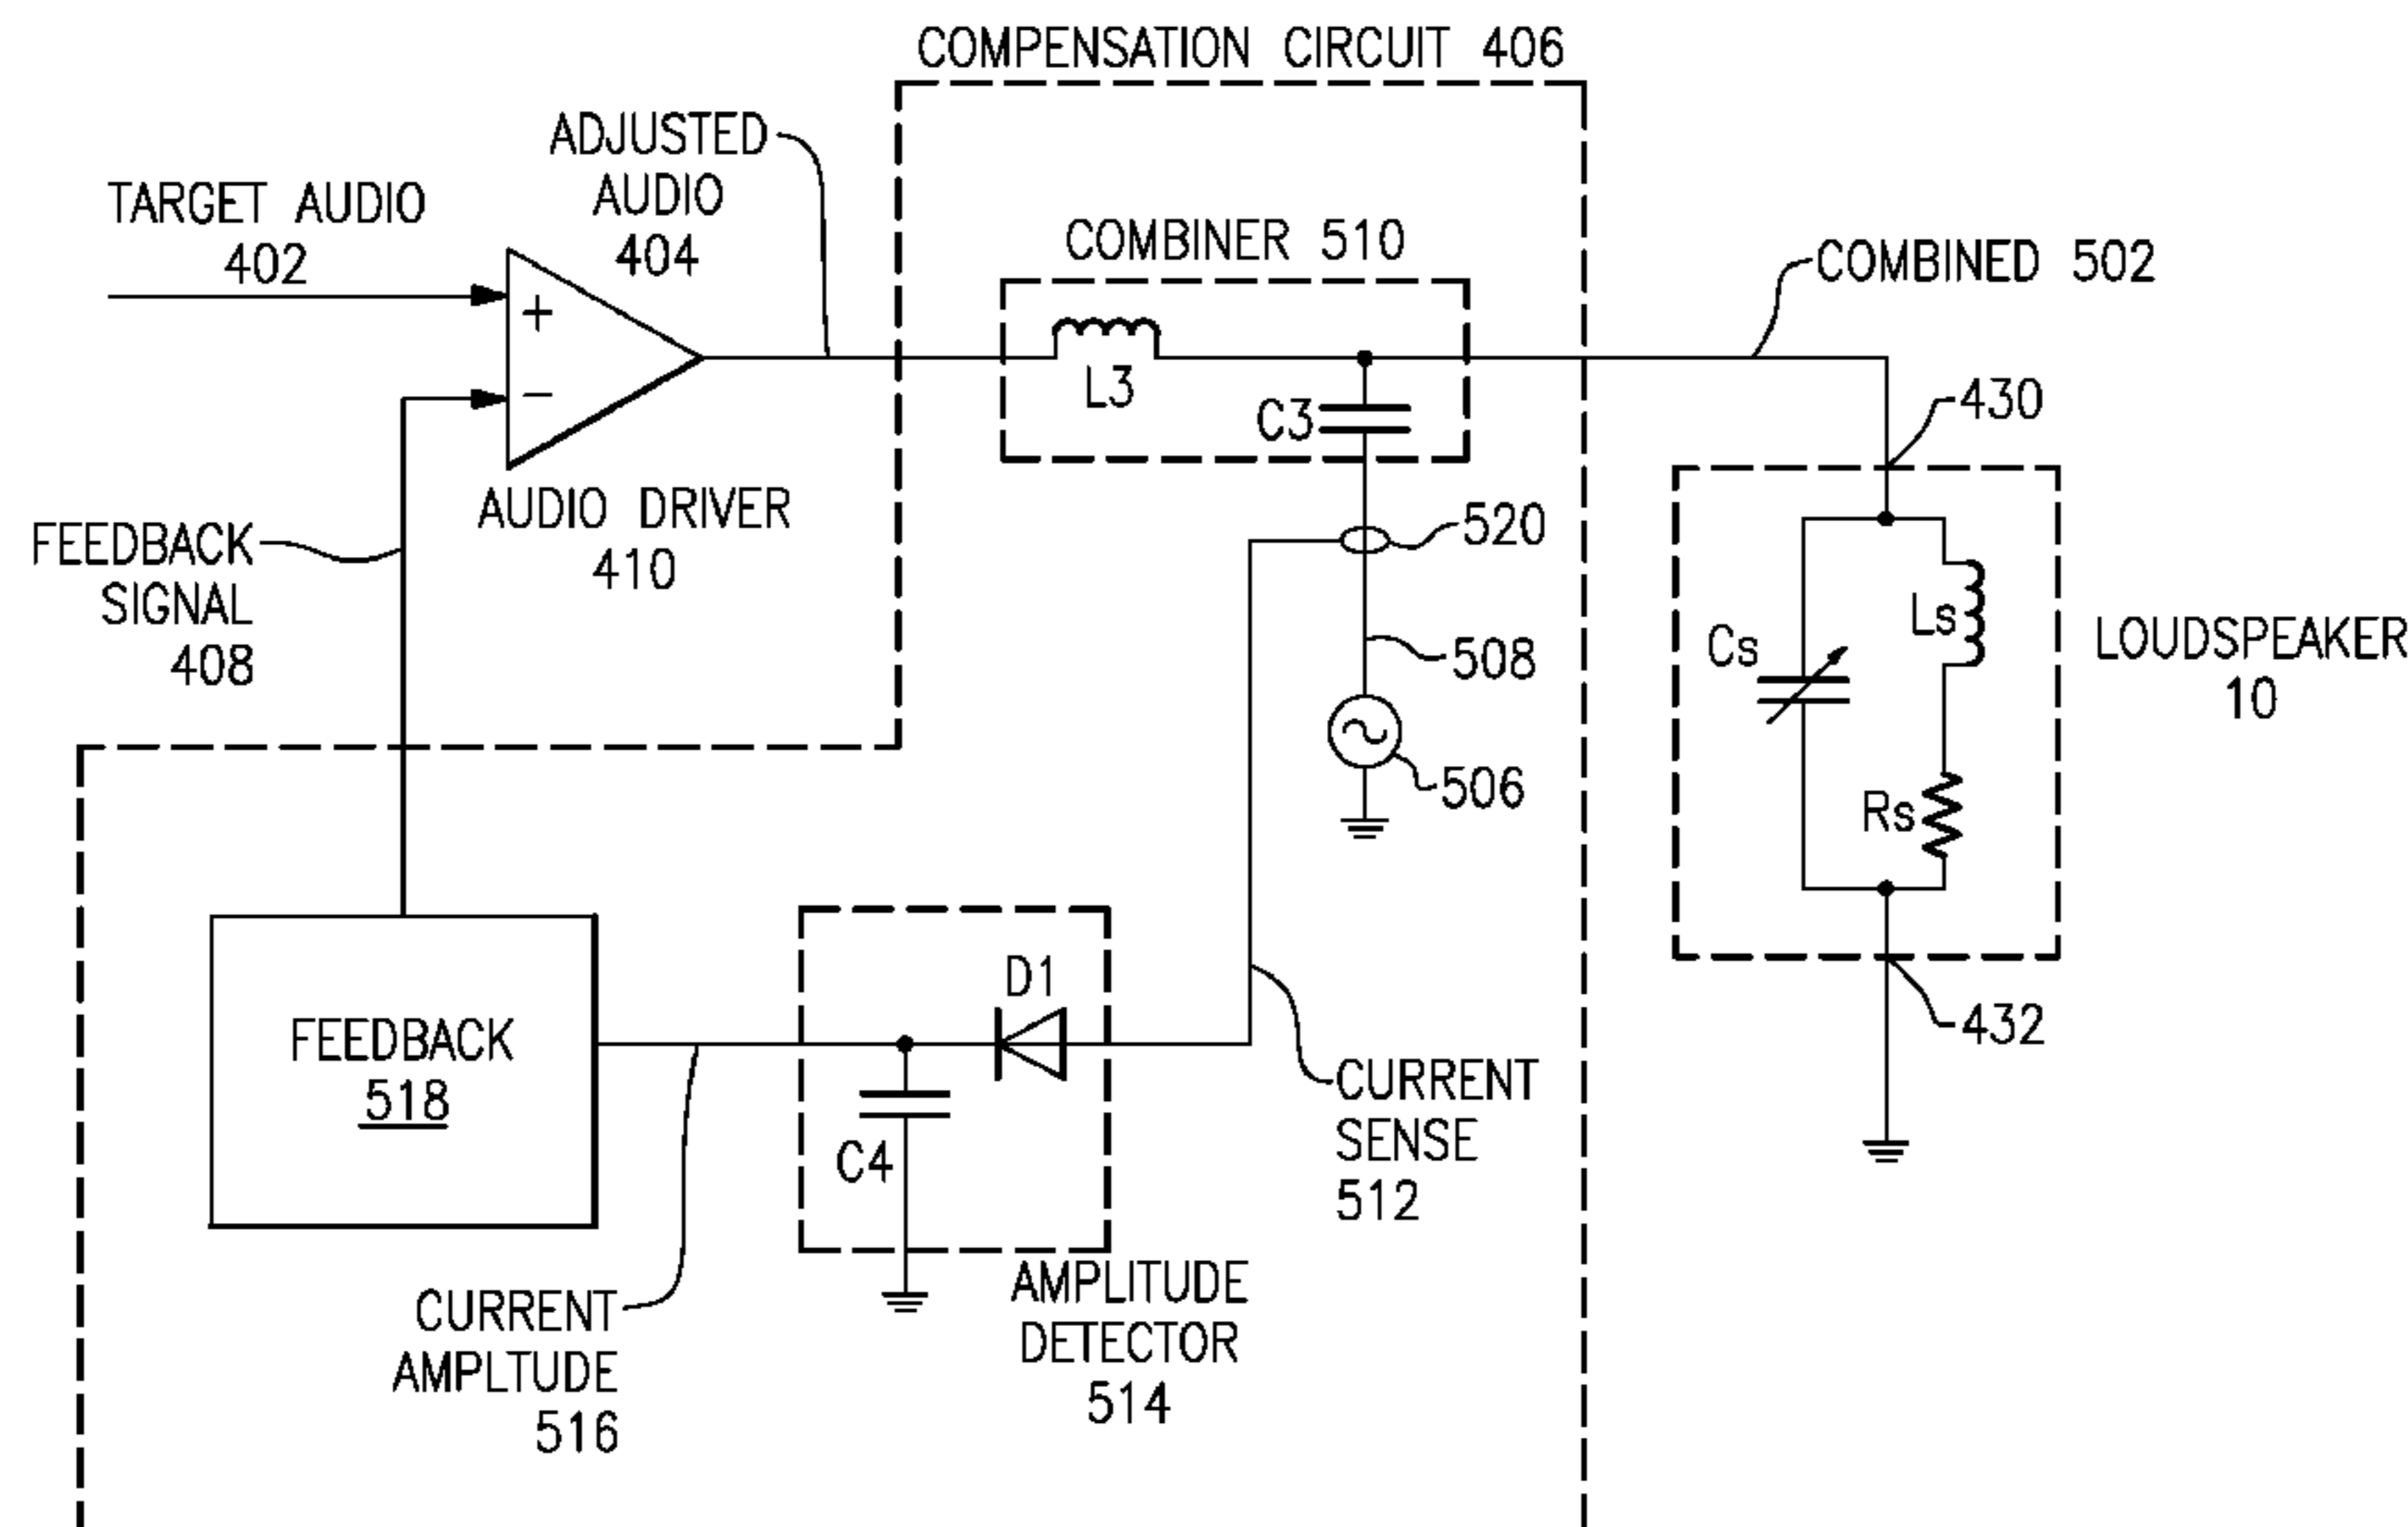 COMPENSATION CIRCUIT 406
ADJUSTED
AUDIO
404
TARGET AUDIO
402
COMBINER 510
COMBINED 502
+
L3
C3
−
430
AUDIO DRIVER
410
FEEDBACK
SIGNAL
408
520
508
506
Cs
Ls
Rs
LOUDSPEAKER
10
432
D1
FEEDBACK
518
C4
CURRENT
SENSE
512
AMPLITUDE
DETECTOR
514
CURRENT
AMPLTUDE
516